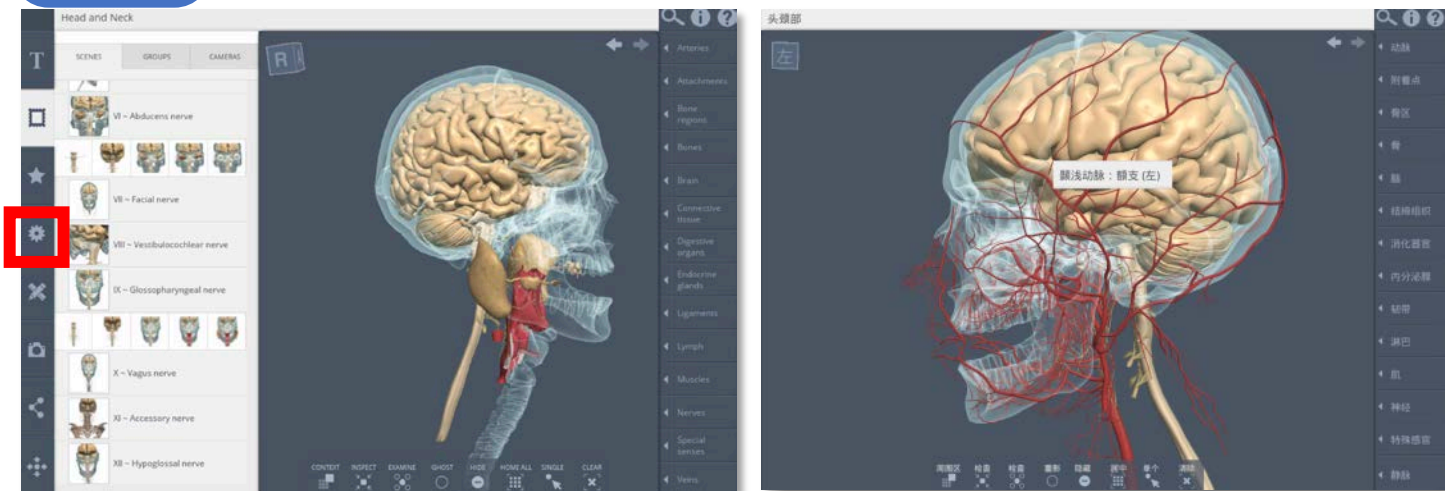 Head and Neck
T
SCENES
GROUPS
CAMERAS
VI ~ Abducens nerve
VII ~ Facial nerve
VIII ~ Vestibulocochlear nerve
IX ~ Glossopharyngeal nerve
X ~ Vagus nerve
XI ~ Accessory nerve
XII ~ Hypoglossal nerve
R
CONTEXT
INSPECT
EXAMINE
GHOST
HIDE
HOME ALL
SINGLE
CLEAR
Arteries
Attachments
Bone
regions
Bones
Brain
Connective
tissue
Digestive
organs
Endocrine
glands
Ligaments
Lymph
Muscles
Nerves
Special
senses
Veins
头颈部
左
颞浅动脉：额支 (左)
周围区
检查
检查
重影
隐藏
居中
单个
清除
动脉
附着点
骨区
骨
脑
结缔组织
消化器官
内分泌腺
韧带
淋巴
肌
神经
特殊感官
静脉